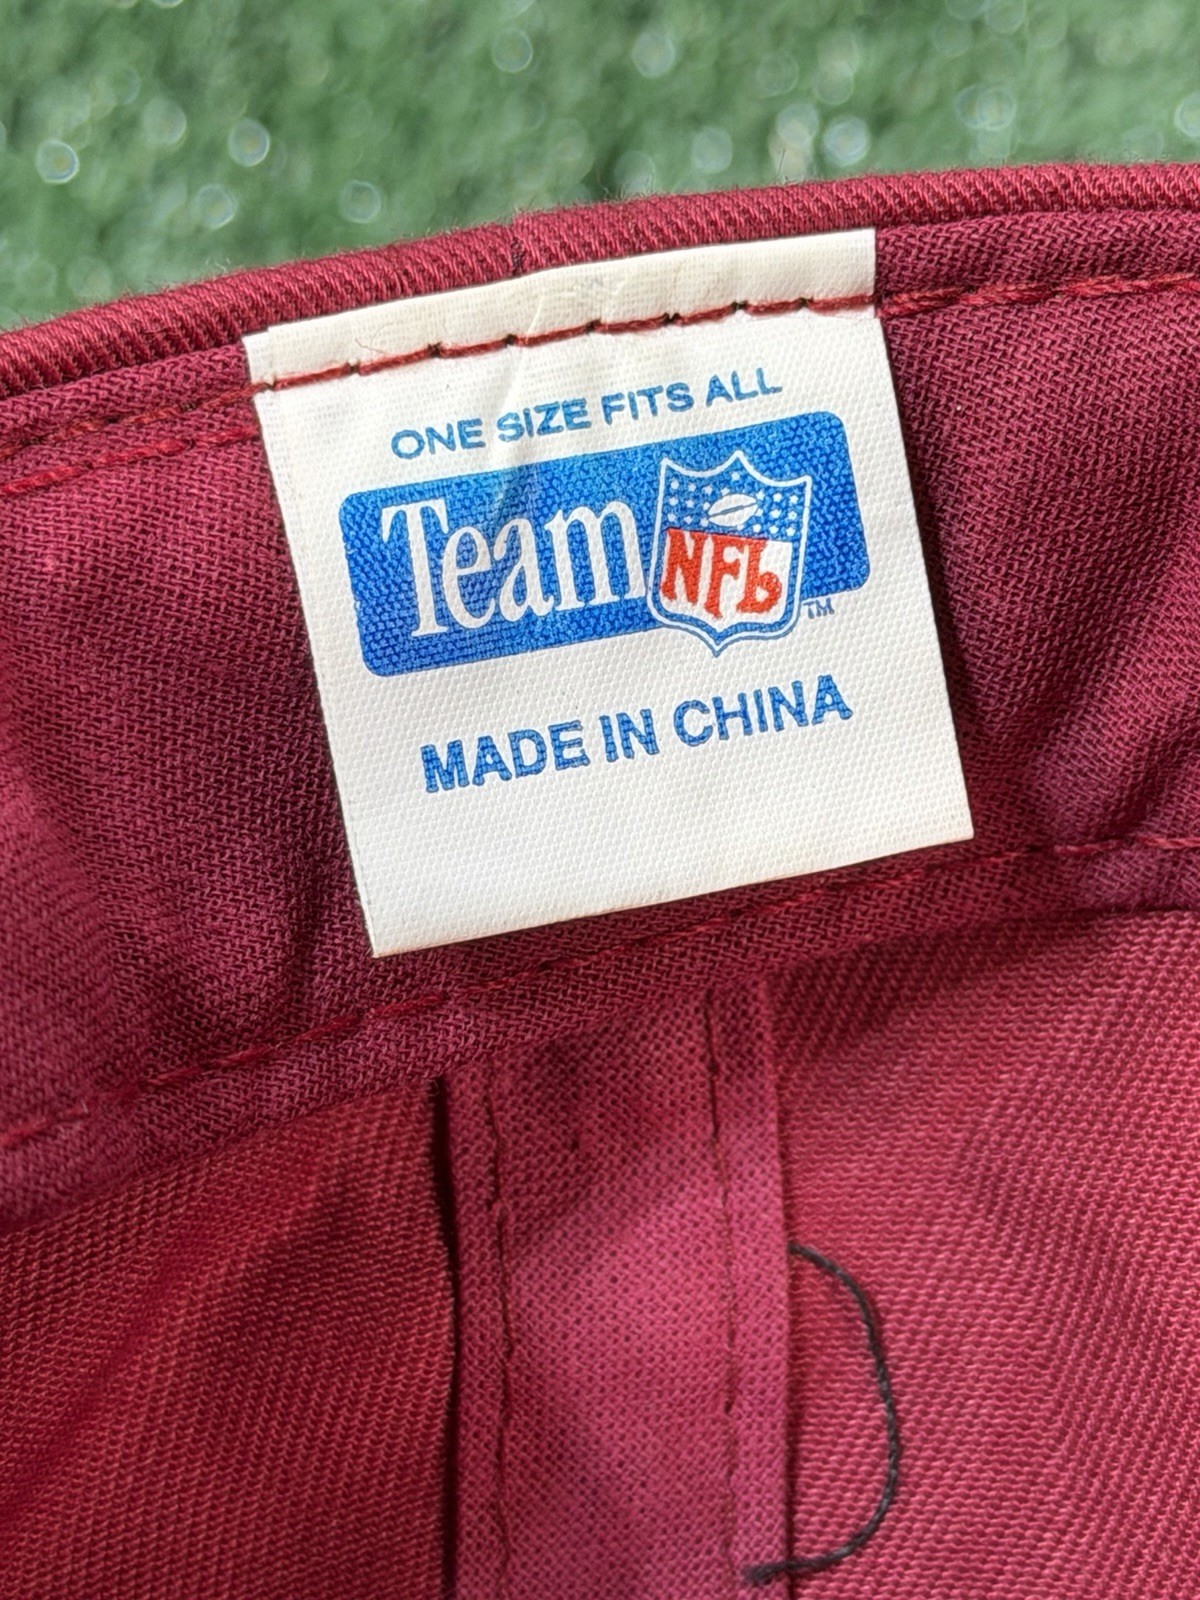 ONE SIZE FITS ALL
Team NFL
TM
MADE IN CHINA